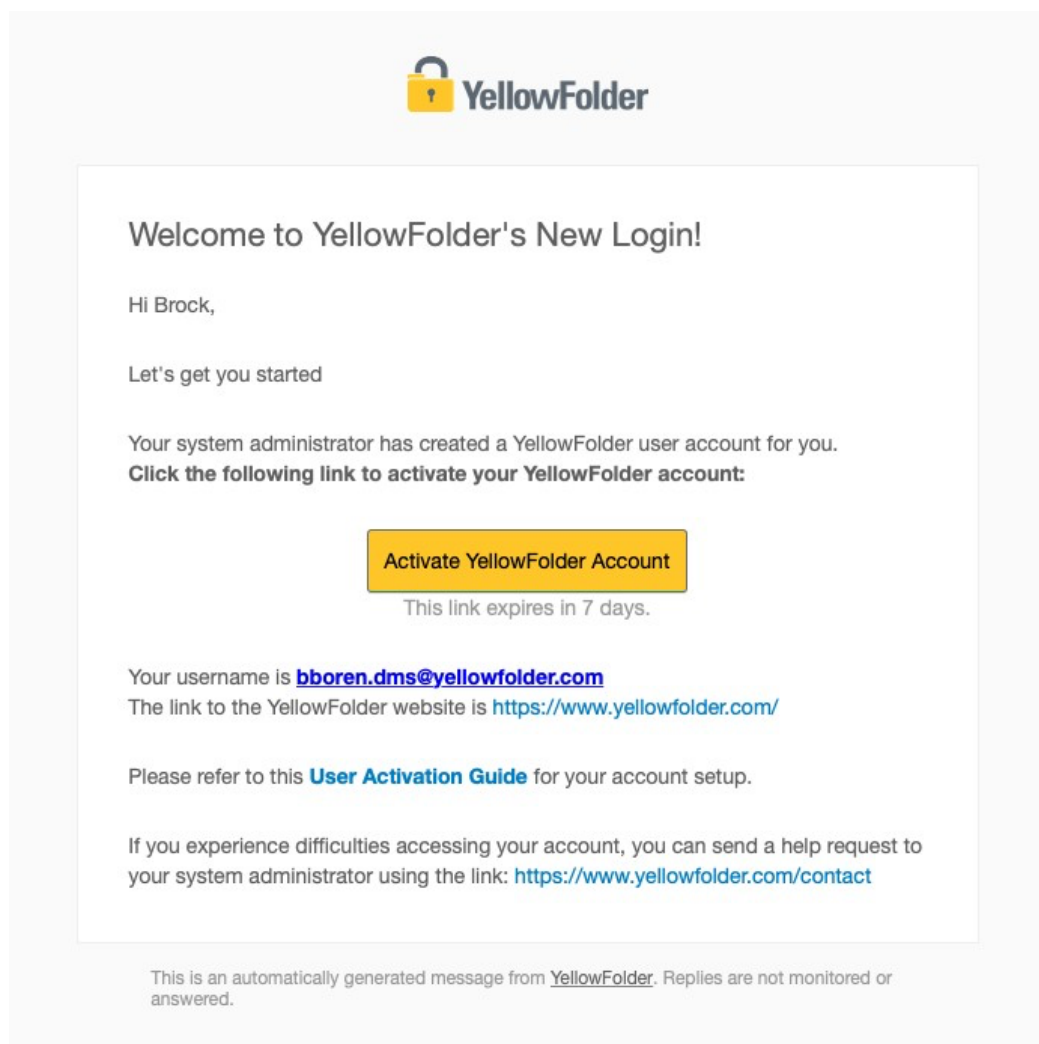 YellowFolder
Welcome to YellowFolder's New Login!
Hi Brock,
Let's get you started
Your system administrator has created a YellowFolder user account for you.
Click the following link to activate your YellowFolder account:
Activate YellowFolder Account
This link expires in 7 days.
Your username is bboren.dms@yellowfolder.com
The link to the YellowFolder website is https://www.yellowfolder.com/
Please refer to this User Activation Guide for your account setup.
If you experience difficulties accessing your account, you can send a help request to
your system administrator using the link: https://www.yellowfolder.com/contact
This is an automatically generated message from YellowFolder. Replies are not monitored or
answered.